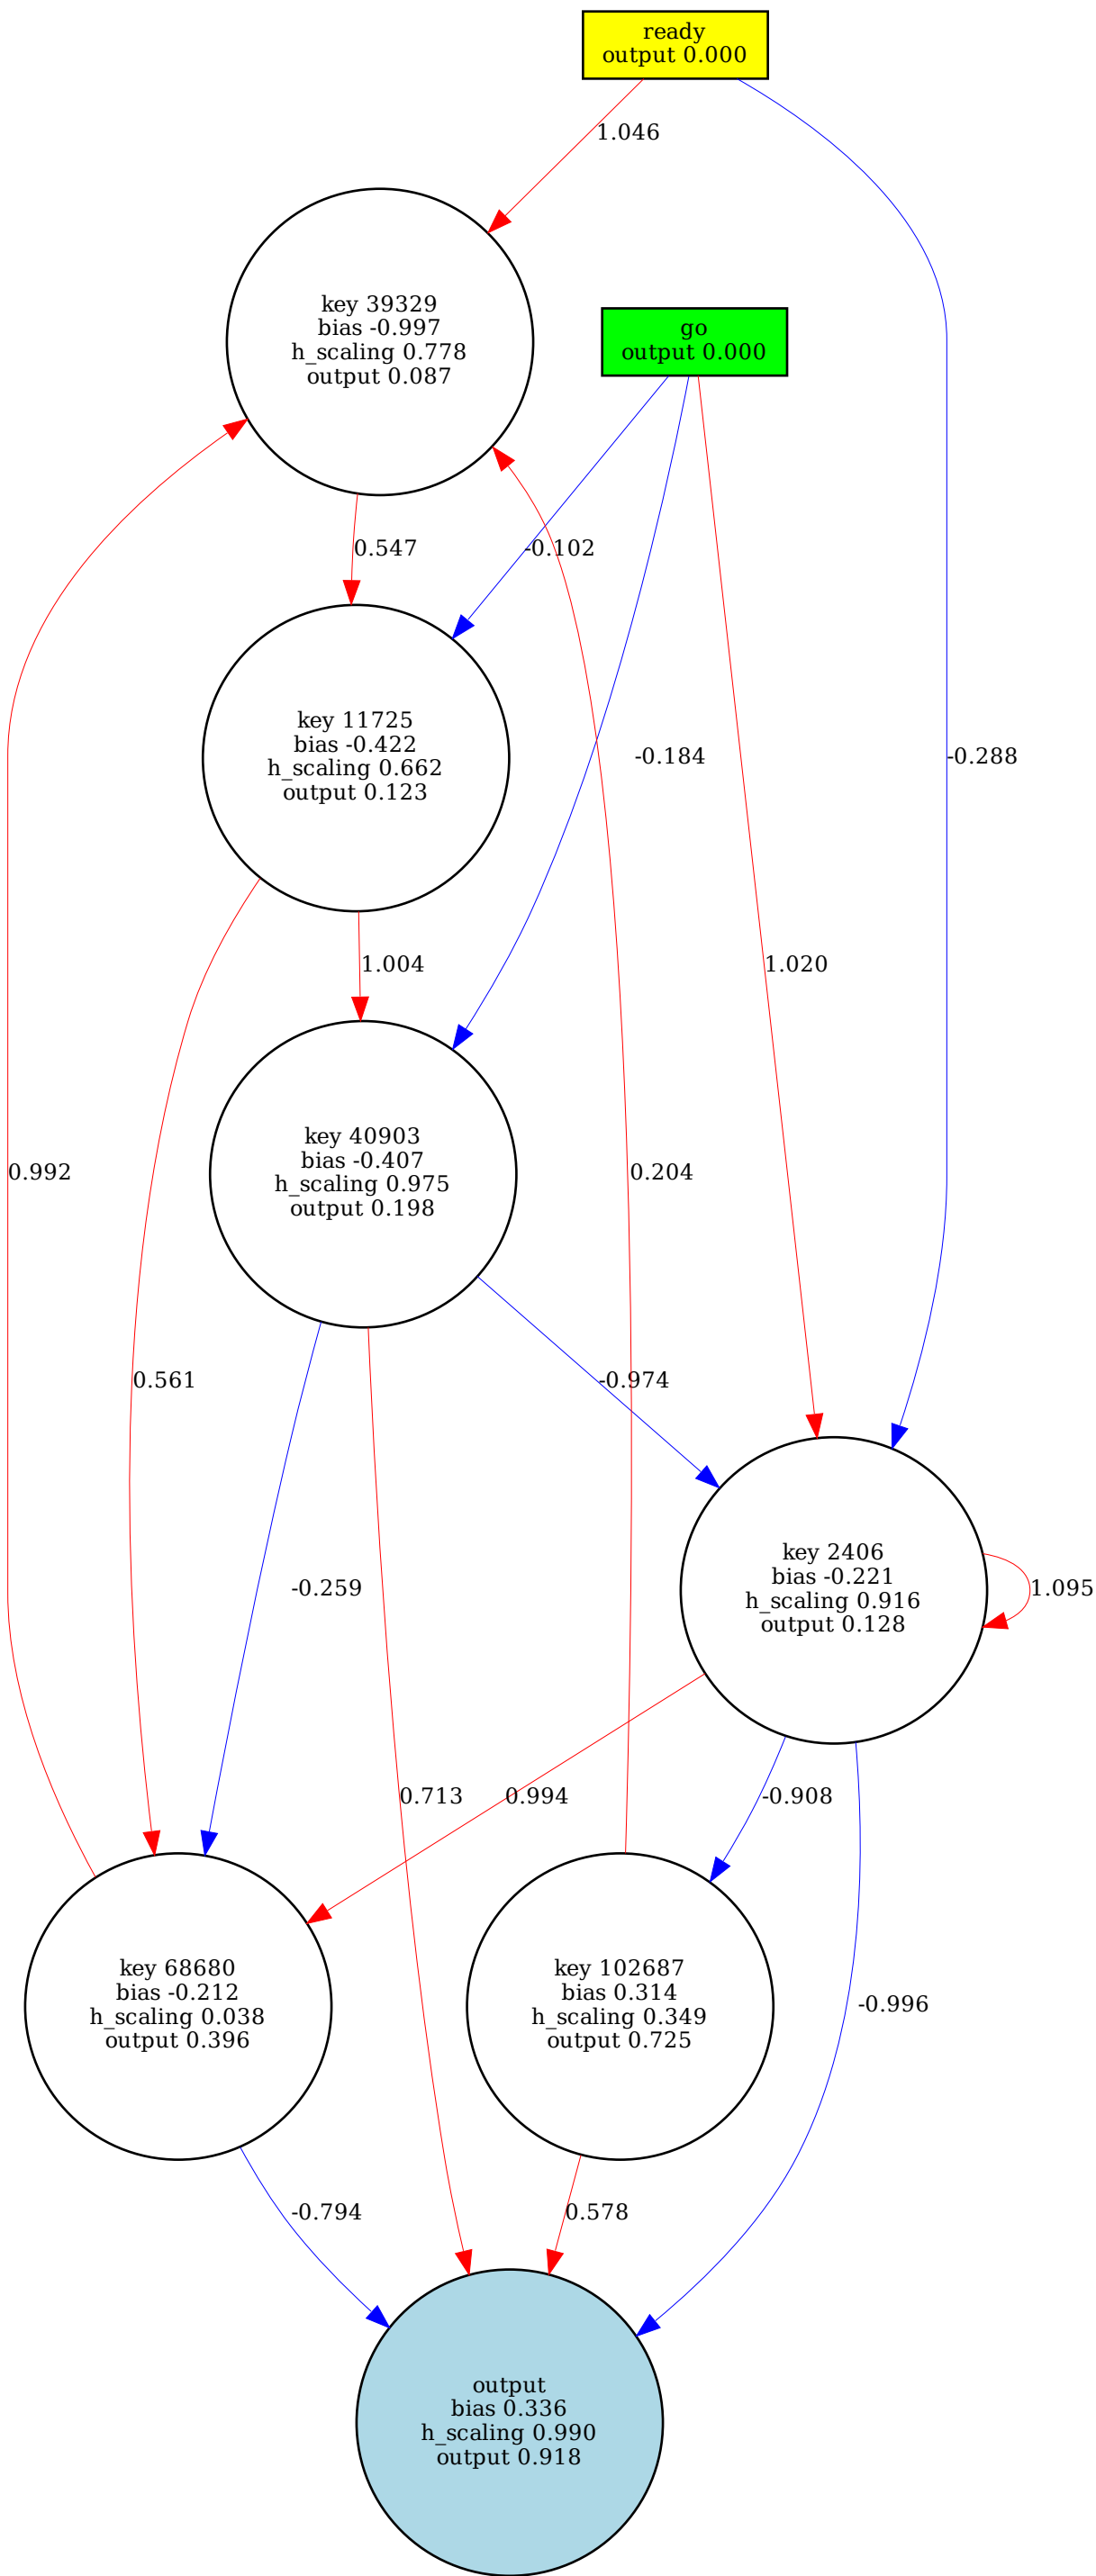 ready
output 0.000
1.046
key 39329
bias -0.997
h_scaling 0.778
output 0.087
go
output 0.000
0.547
-0.102
key 11725
bias -0.422
h_scaling 0.662
output 0.123
-0.184
-0.288
1.004
1.020
key 40903
bias -0.407
h_scaling 0.975
output 0.198
0.992
0.204
0.561
-0.974
key 2406
bias -0.221
h_scaling 0.916
output 0.128
-0.259
1.095
0.713
0.994
-0.908
key 68680
bias -0.212
h_scaling 0.038
output 0.396
key 102687
bias 0.314
h_scaling 0.349
output 0.725
-0.996
-0.794
0.578
output
bias 0.336
h_scaling 0.990
output 0.918